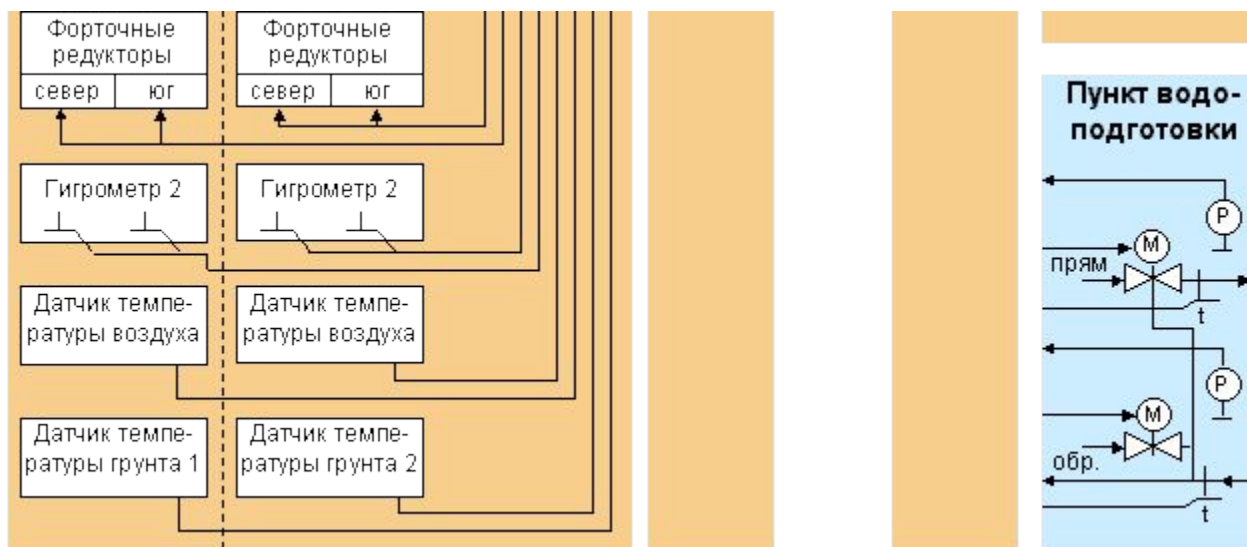 Форточные
редукторы
север юг
Форточные
редукторы
север юг
Гигрометр 2
Гигрометр 2
Датчик темпе-
ратуры воздуха
Датчик темпе-
ратуры воздуха
Датчик темпе-
ратуры грунта 1
Датчик темпе-
ратуры грунта 2
Пункт водо-
подготовки
P
M
прям
t
P
M
обр.
t